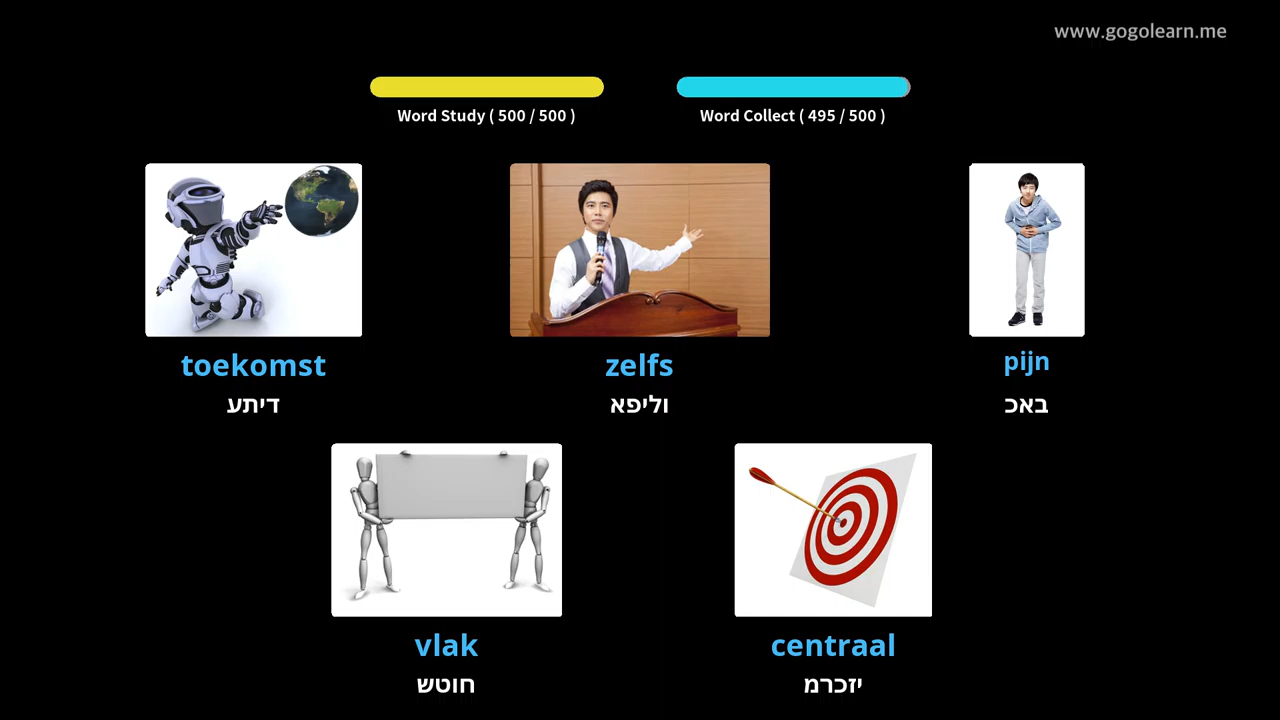 www.gogolearn.me
Word Study ( 500 / 500 )
Word Collect ( 495 / 500 )
toekomst
דיתע
zelfs
וליפא
pijn
באכ
vlak
חוטש
centraal
יזכרמ